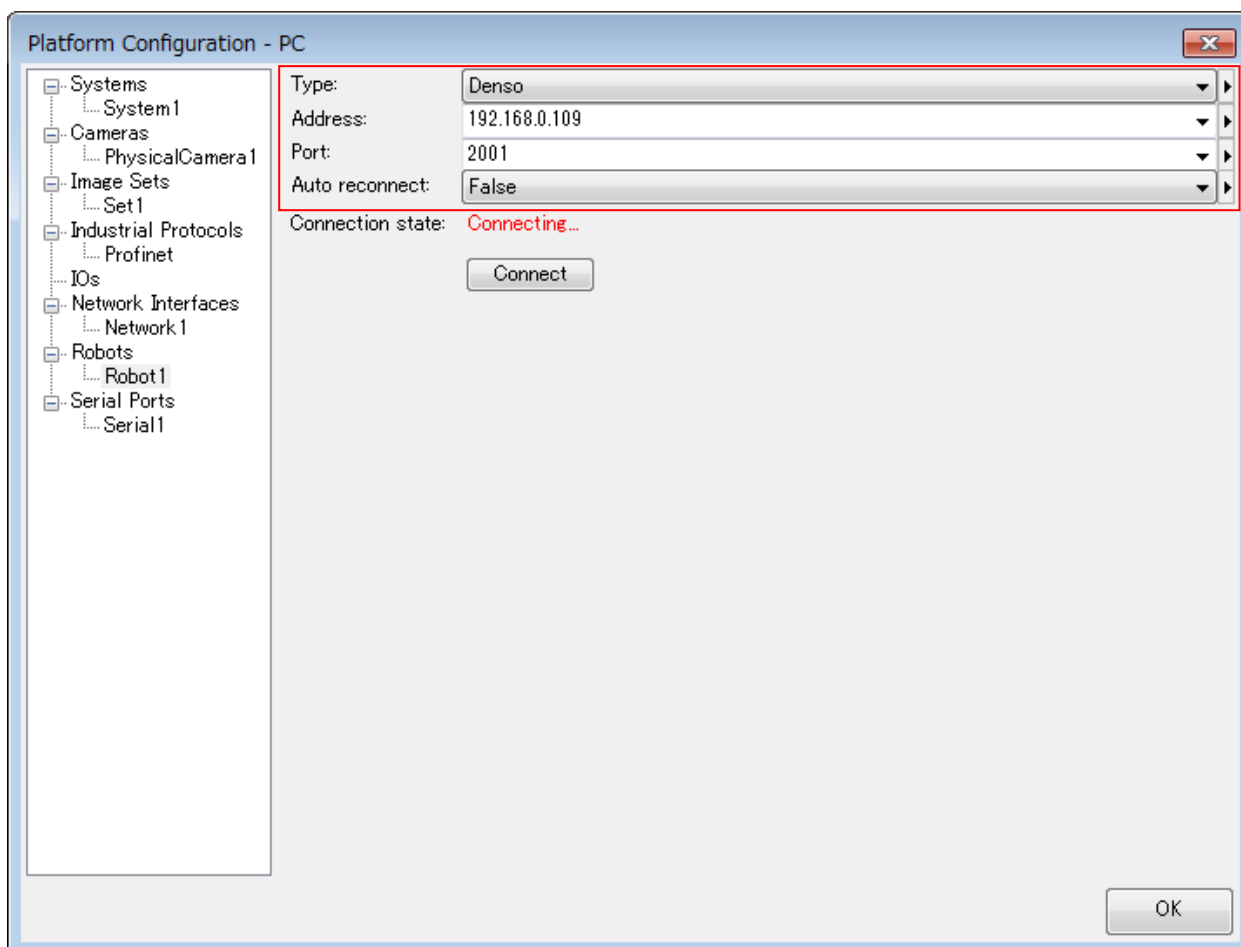 Platform Configuration - PC
Systems
System1
Cameras
PhysicalCamera1
Image Sets
Set1
Industrial Protocols
Profinet
IOs
Network Interfaces
Network1
Robots
Robot1
Serial Ports
Serial1
Type: Denso
Address: 192.168.0.109
Port: 2001
Auto reconnect: False
Connection state: Connecting...
Connect
OK